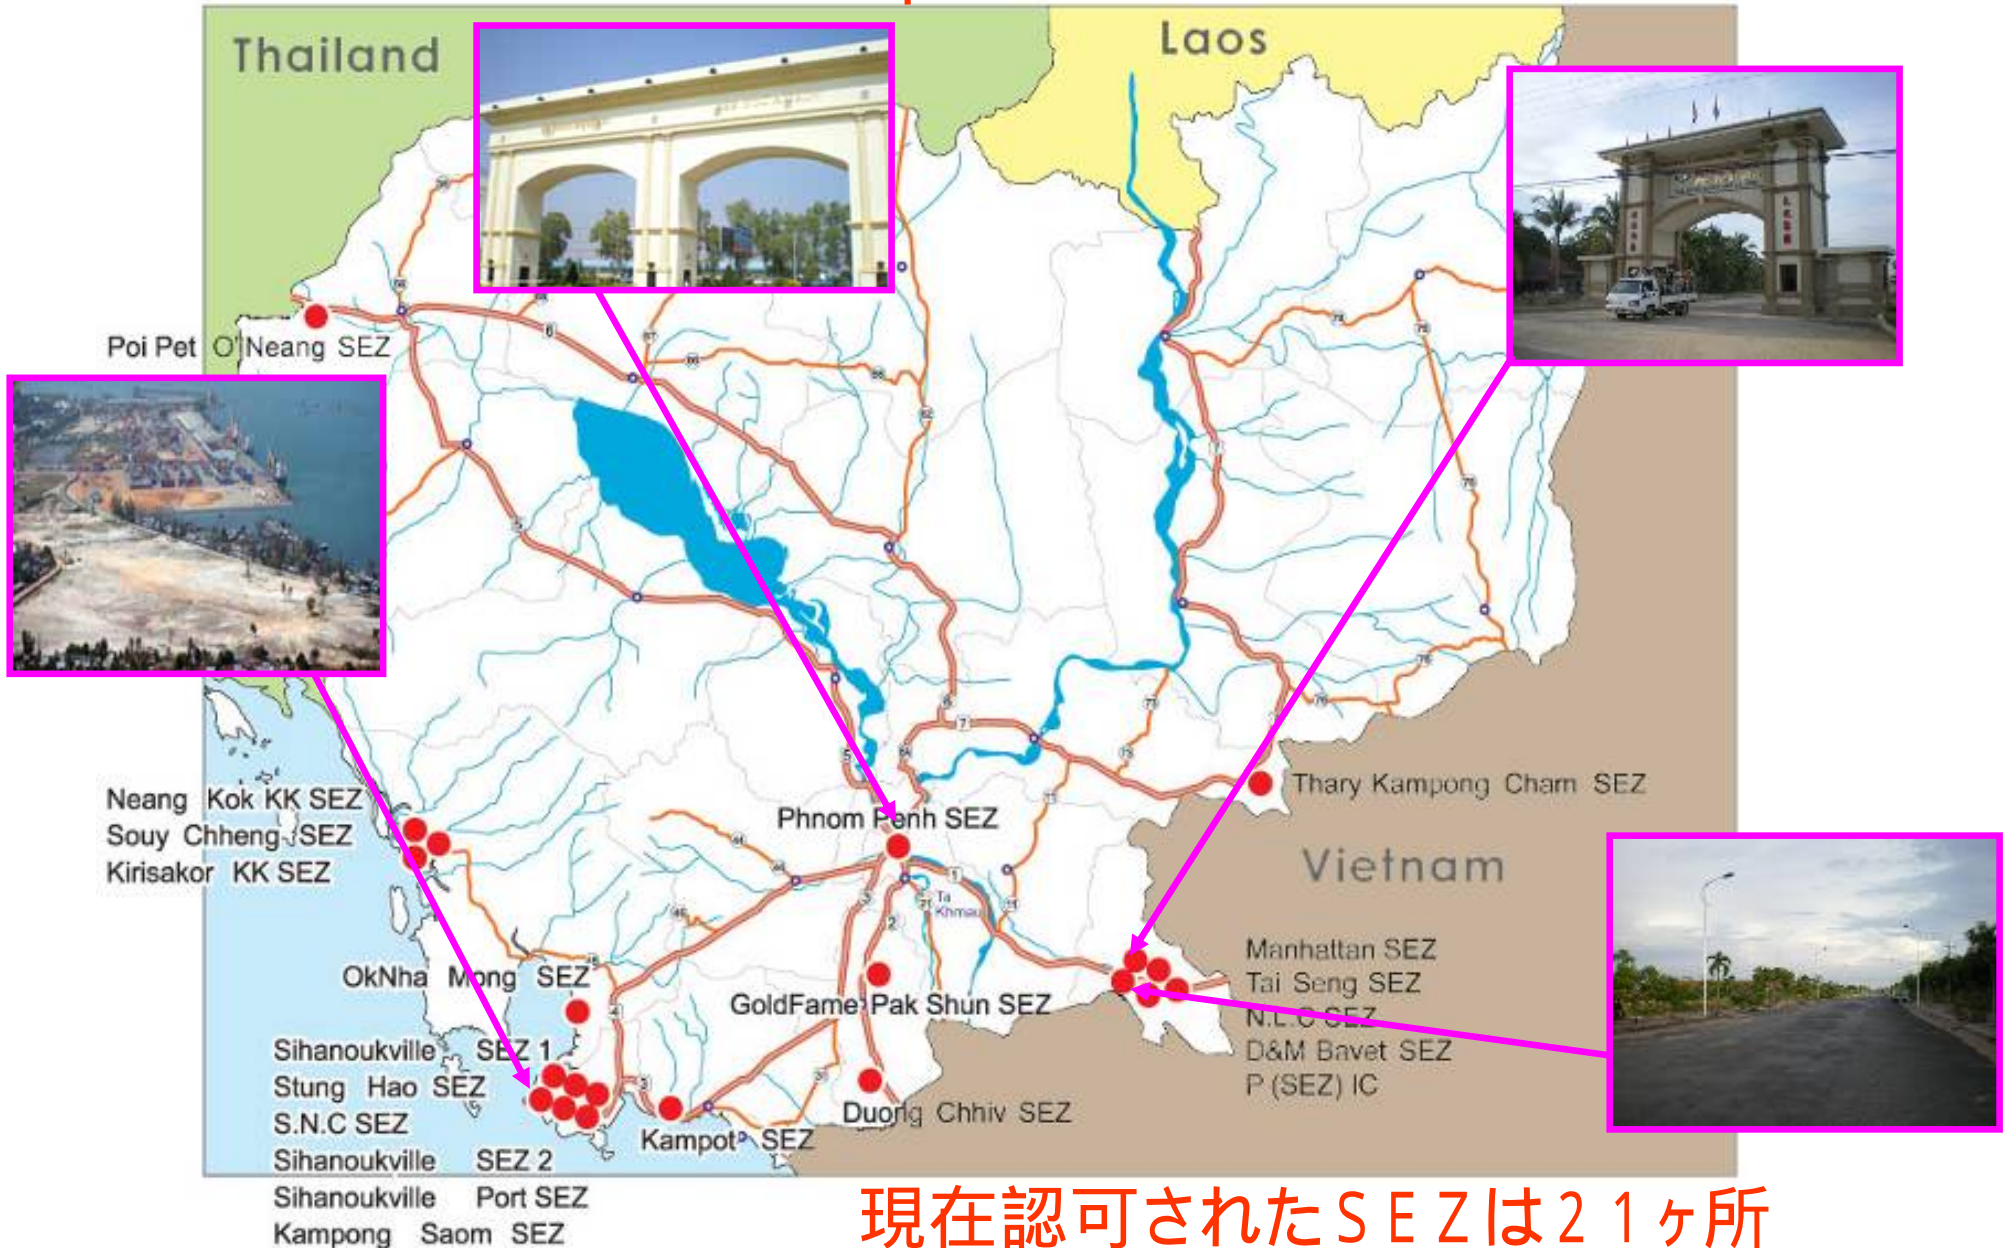 Thailand
Laos
Poi Pet O'Neang SEZ
Neang Kok KK SEZ
Souy Chheng SEZ
Kirisakor KK SEZ
Phnom Penh SEZ
Thary Kampong Cham SEZ
Vietnam
Ta
Khmau
OkNha Mong SEZ
GoldFame Pak Shun SEZ
Manhattan SEZ
Tai Seng SEZ
N.L.C SEZ
D&M Bavet SEZ
P (SEZ) IC
Sihanoukville SEZ 1
Stung Hao SEZ
S.N.C SEZ
Sihanoukville SEZ 2
Sihanoukville Port SEZ
Kampong Saom SEZ
Kampot SEZ
Duong Chhiv SEZ
現在認可されたSEZは21ヶ所